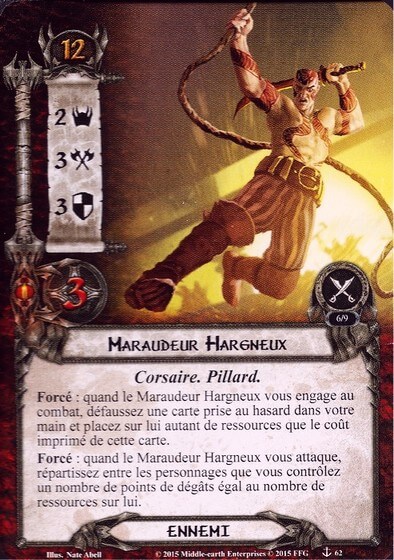 12
2
3
3
3
6/9
Maraudeur Hargneux
Corsaire. Pillard.
Forcé : quand le Maraudeur Hargneux vous engage au
combat, défaussez une carte prise au hasard dans votre
main et placez sur lui autant de ressources que le coût
imprimé de cette carte.
Forcé : quand le Maraudeur Hargneux vous attaque,
répartissez entre les personnages que vous contrôlez
un nombre de points de dégâts égal au nombre de
ressources sur lui.
ENNEMI
Illus. Nate Abell © 2015 Middle-earth Enterprises © 2015 FFG 62